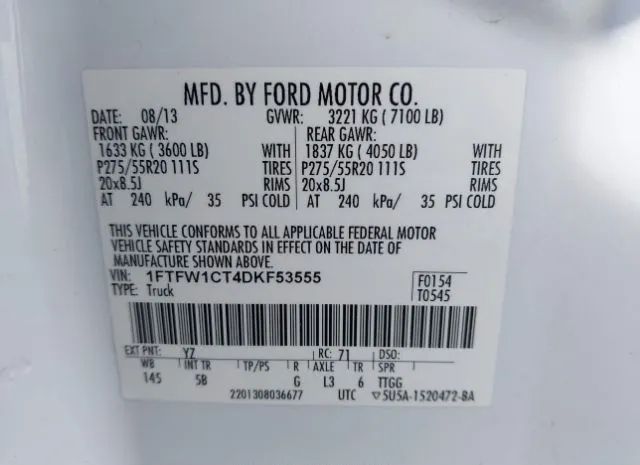 MFD. BY FORD MOTOR CO.
DATE: 08/13 GVWR: 3221 KG ( 7100 LB)
FRONT GAWR: REAR GAWR:
1633 KG ( 3600 LB) WITH 1837 KG ( 4050 LB) WITH
P275/55R20 111S TIRES P275/55R20 111S TIRES
20x8.5J RIMS 20x8.5J RIMS
AT 240 kPa/ 35 PSI COLD AT 240 kPa/ 35 PSI COLD
THIS VEHICLE CONFORMS TO ALL APPLICABLE FEDERAL MOTOR
VEHICLE SAFETY STANDARDS IN EFFECT ON THE DATE OF
MANUFACTURE SHOWN ABOVE.
VIN: 1FTFW1CT4DKF53555 F0154
TYPE: Truck T0545
EXT PNT: YZ RC: 71 DSO:
WB INT TR TP/PS R AXLE TR SPR
145 5B G L3 6 TTGG
2201308036677 UTC ▽SU5A-1520472-BA